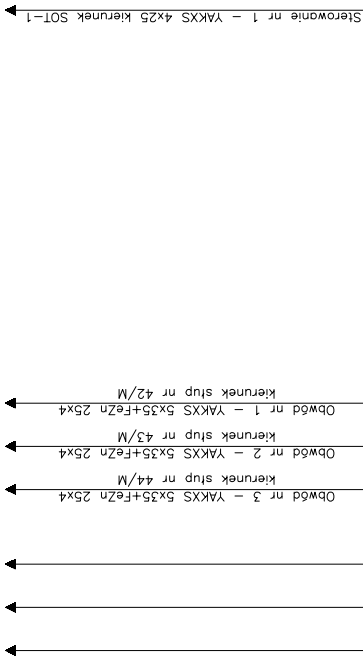 Obwód nr 3 – YAKXS 5x35+FeZn 25x4
kierunek słup nr 44/M
Obwód nr 2 – YAKXS 5x35+FeZn 25x4
kierunek słup nr 43/M
Obwód nr 1 – YAKXS 5x35+FeZn 25x4
kierunek słup nr 42/M
Sterowanie nr 1 – YAKXS 4x25 kierunek SOT-1